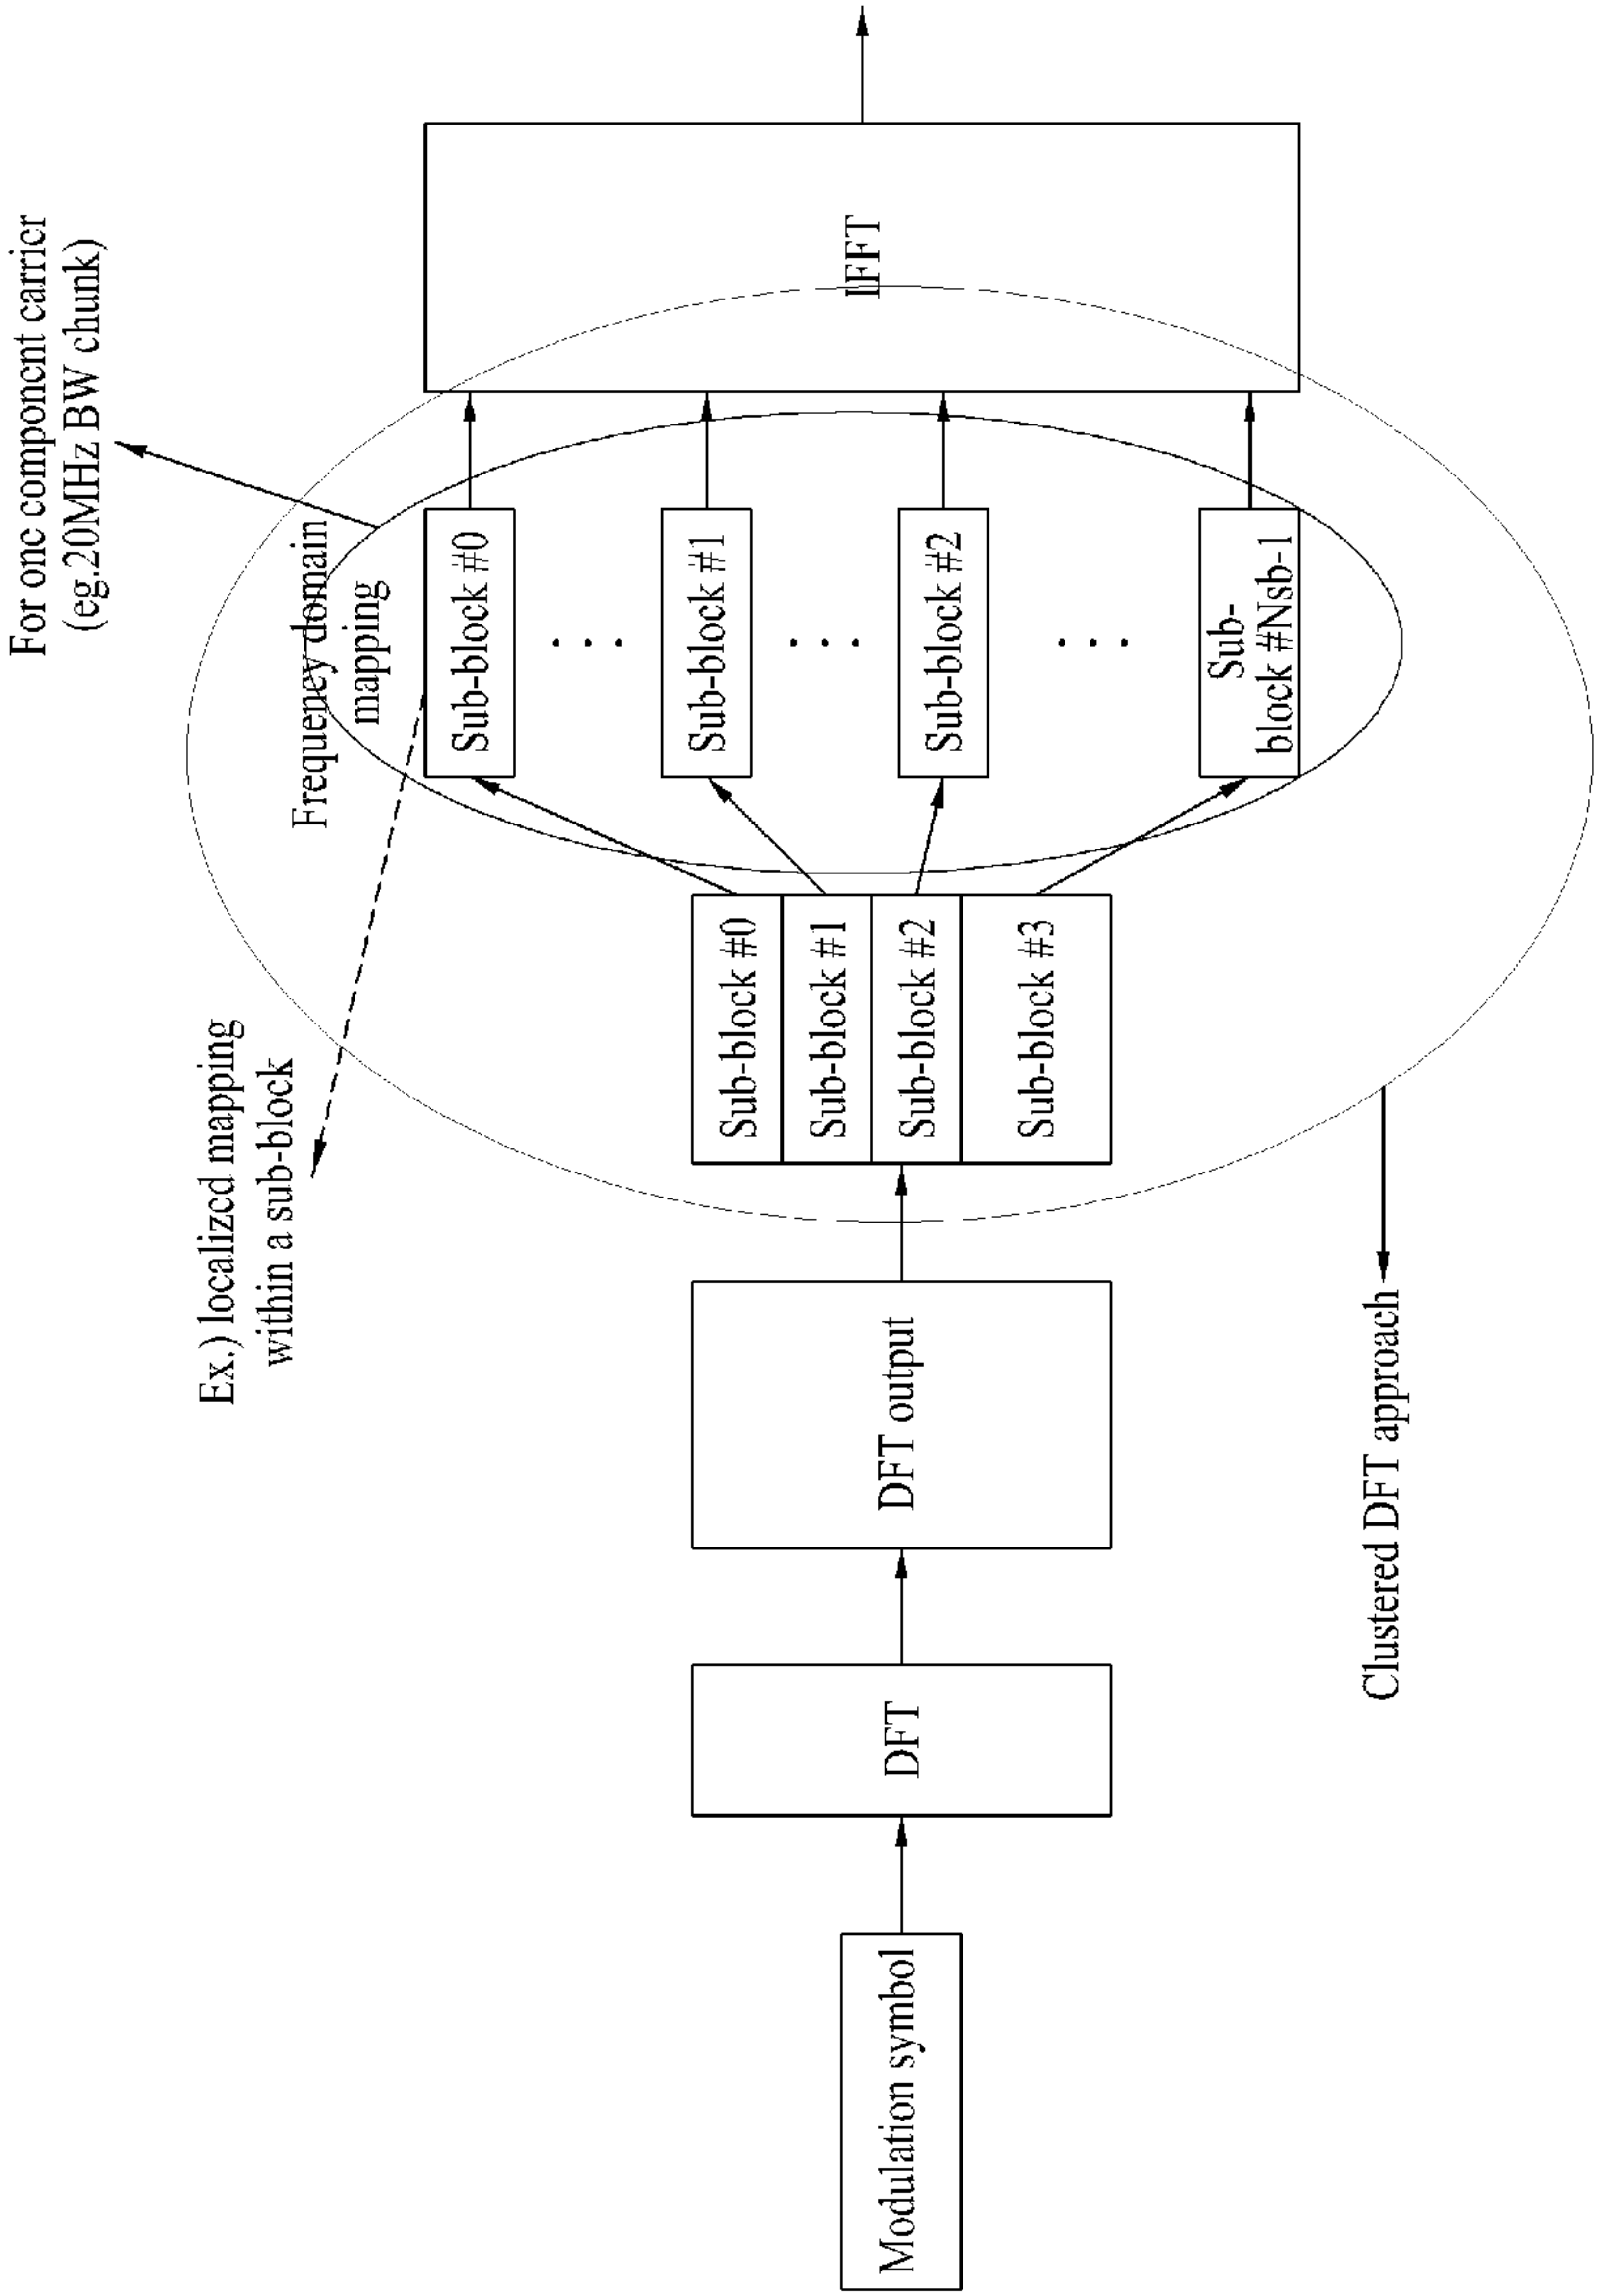 For one component carrier
(eg.20MHz BW chunk)
Ex.) localized mapping
within a sub-block
Frequency domain
mapping
Modulation symbol
DFT
DFT output
Sub-block #0
Sub-block #1
Sub-block #2
Sub-block #3
Sub-block #0
...
Sub-block #1
...
Sub-block #2
...
Sub-
block #Nsb-1
IFFT
Clustered DFT approach